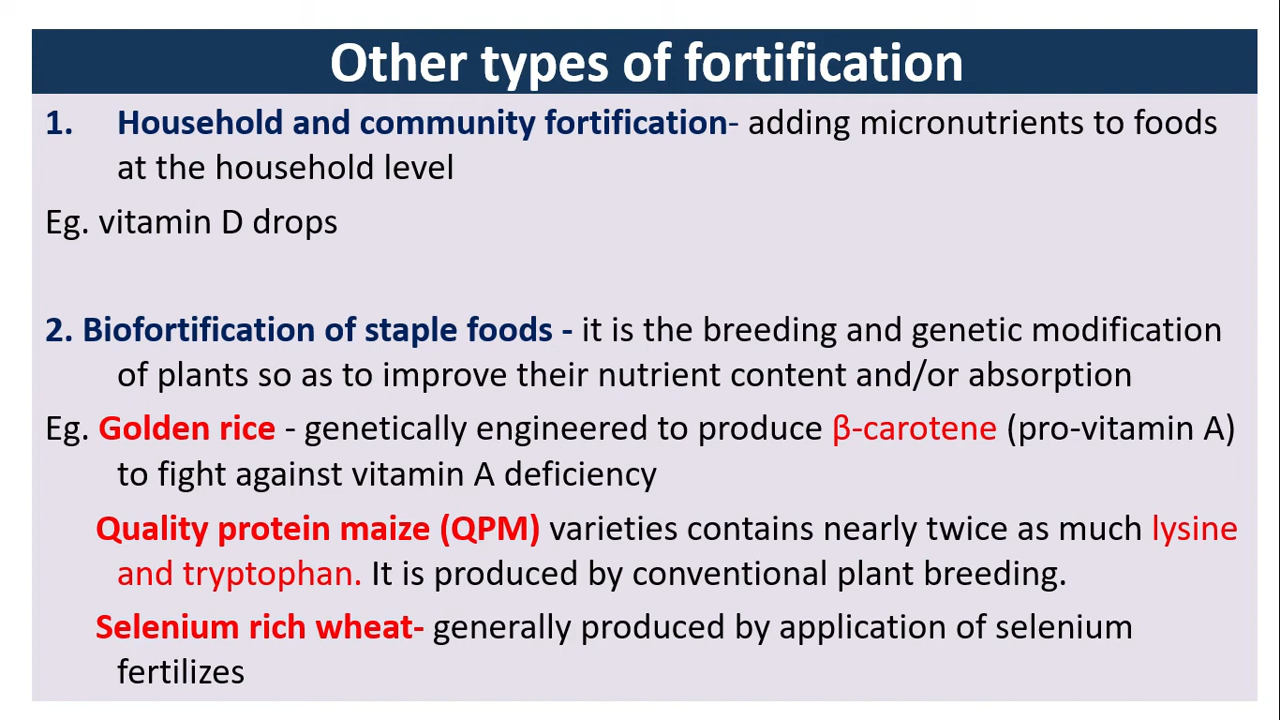 Other types of fortification
1. Household and community fortification- adding micronutrients to foods
at the household level
Eg. vitamin D drops
2. Biofortification of staple foods - it is the breeding and genetic modification
of plants so as to improve their nutrient content and/or absorption
Eg. Golden rice - genetically engineered to produce β-carotene (pro-vitamin A)
to fight against vitamin A deficiency
Quality protein maize (QPM) varieties contains nearly twice as much lysine
and tryptophan. It is produced by conventional plant breeding.
Selenium rich wheat- generally produced by application of selenium
fertilizes